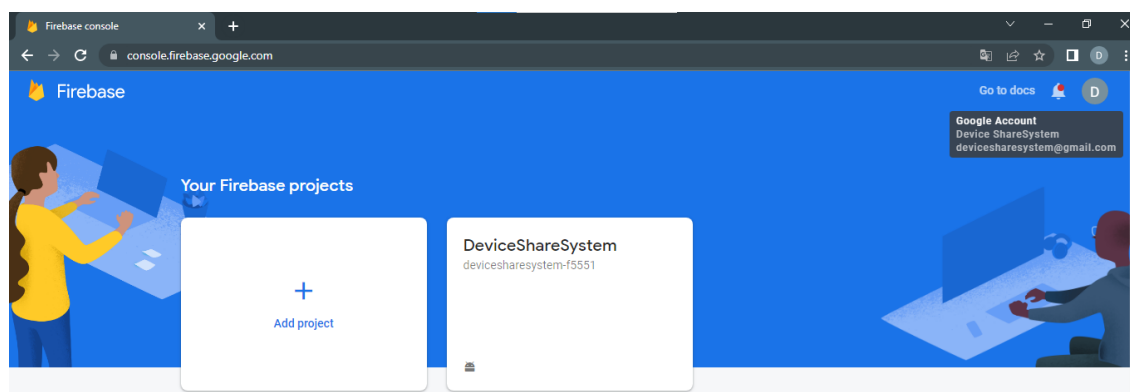 Firebase console
console.firebase.google.com
D
Firebase
Go to docs
D
Google Account
Device ShareSystem
devicesharesystem@gmail.com
Your Firebase projects
DeviceShareSystem
devicesharesystem-f5551
Add project